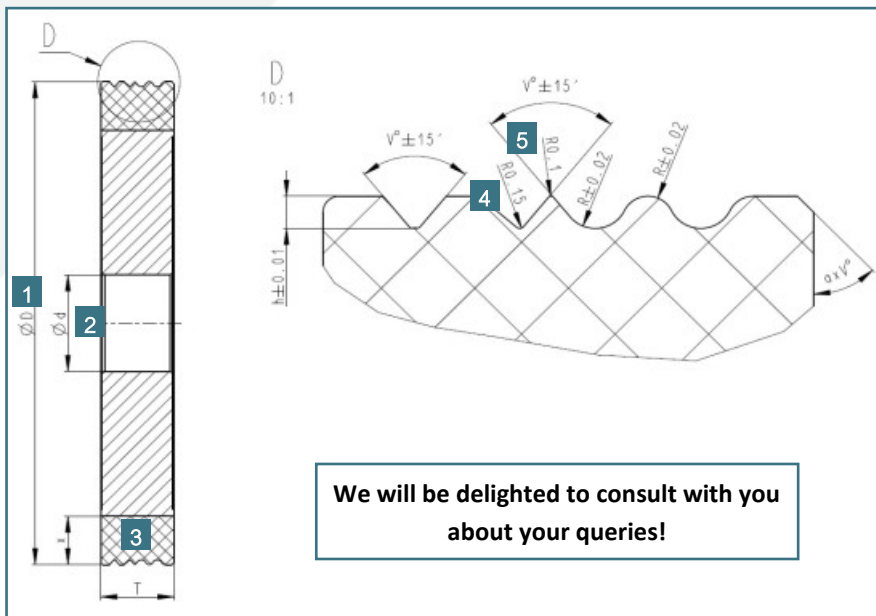 D
D
10:1
V°±15´
V°±15´
5
R0.1
R±0.02
R±0.02
4
R0.15
h±0.01
axV°
1
ØD
2
Ød
3
T
We will be delighted to consult with you
about your queries!